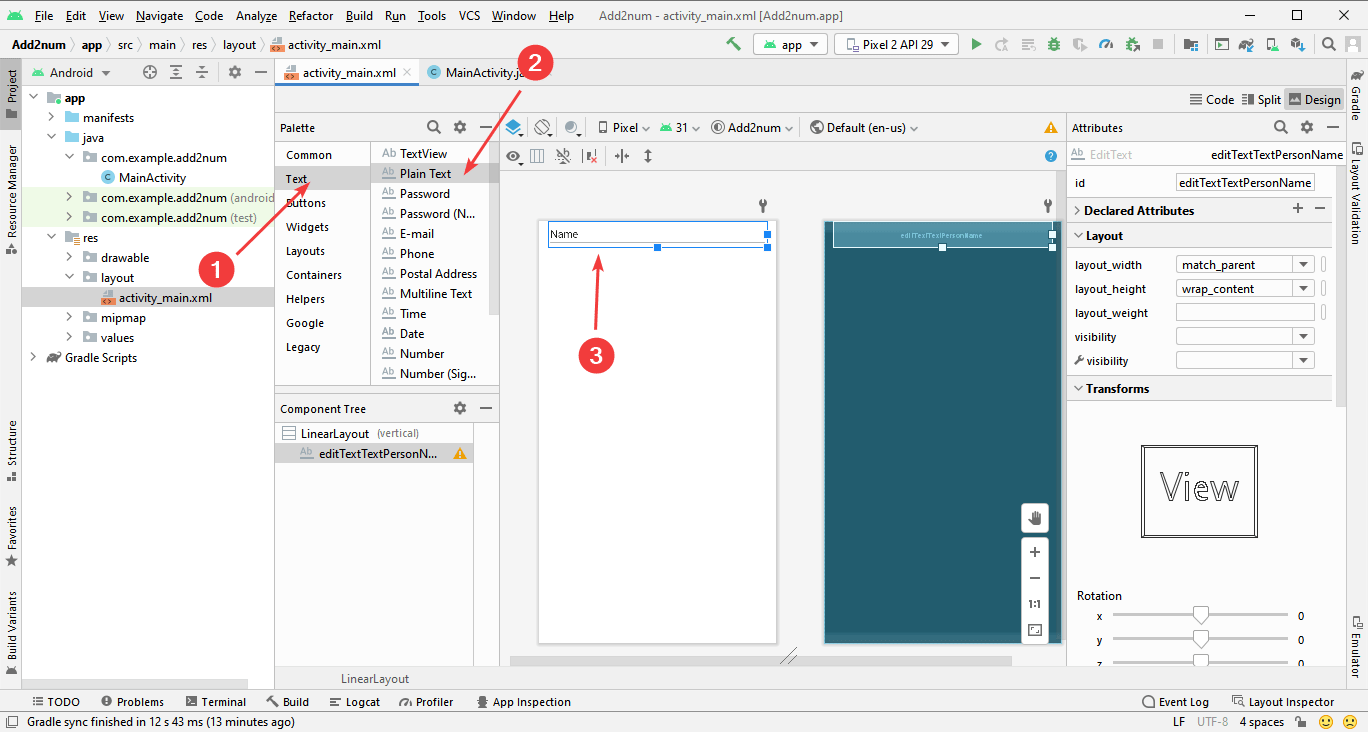 File Edit View Navigate Code Analyze Refactor Build Run Tools VCS Window Help Add2num - activity_main.xml [Add2num.app]
Add2num app src main res layout activity_main.xml app Pixel 2 API 29
Project
Resource Manager
Structure
Favorites
Build Variants
Android
app
manifests
java
com.example.add2num
MainActivity
com.example.add2num (android
com.example.add2num (test)
res
drawable
layout
activity_main.xml
mipmap
values
Gradle Scripts
activity_main.xml MainActivity.ja
Code Split Design
Palette
Common
Text
Buttons
Widgets
Layouts
Containers
Helpers
Google
Legacy
Ab TextView
Ab Plain Text
Ab Password
Ab Password (N...
Ab E-mail
Ab Phone
Ab Postal Address
Ab Multiline Text
Ab Time
Ab Date
Ab Number
Ab Number (Sig...
1
2
3
Component Tree
LinearLayout (vertical)
Ab editTextTextPersonN...
Pixel 31 Add2num Default (en-us)
Name
editTextTextPersonName
1:1
LinearLayout
Attributes
Ab EditText editTextTextPersonName
id editTextTextPersonName
Declared Attributes
Layout
layout_width match_parent
layout_height wrap_content
layout_weight
visibility
visibility
Transforms
View
Rotation
x 0
y 0
z 0
Gradle
Layout Validation
Emulator
TODO Problems Terminal Build Logcat Profiler App Inspection Event Log Layout Inspector
Gradle sync finished in 12 s 43 ms (13 minutes ago) LF UTF-8 4 spaces